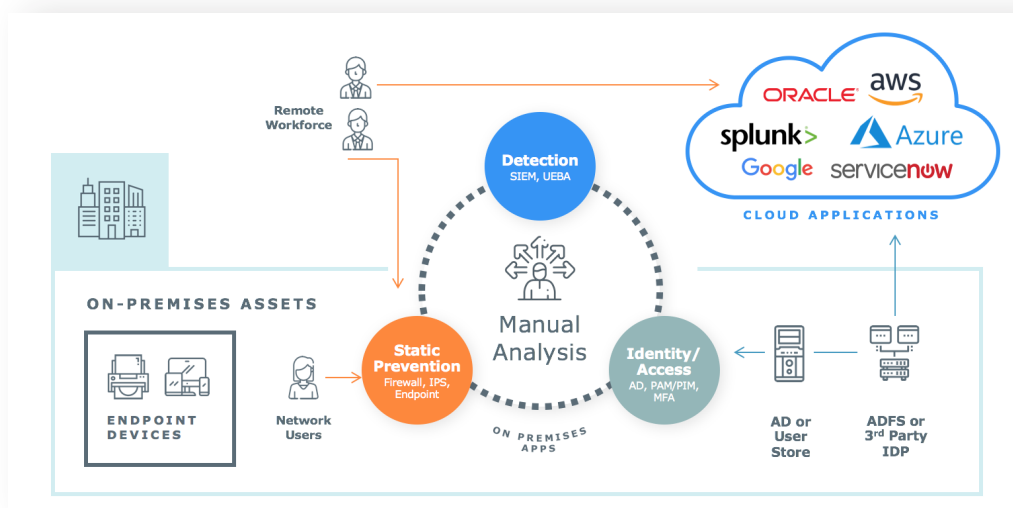 Remote
Workforce
ORACLE
aws
splunk>
Azure
Google
servicenow
CLOUD APPLICATIONS
Detection
SIEM, UEBA
ON-PREMISES ASSETS
ENDPOINT
DEVICES
Network
Users
Static
Prevention
Firewall, IPS,
Endpoint
Manual
Analysis
Identity/
Access
AD, PAM/PIM,
MFA
ON PREMISES
APPS
AD or
User
Store
ADFS or
3rd Party
IDP